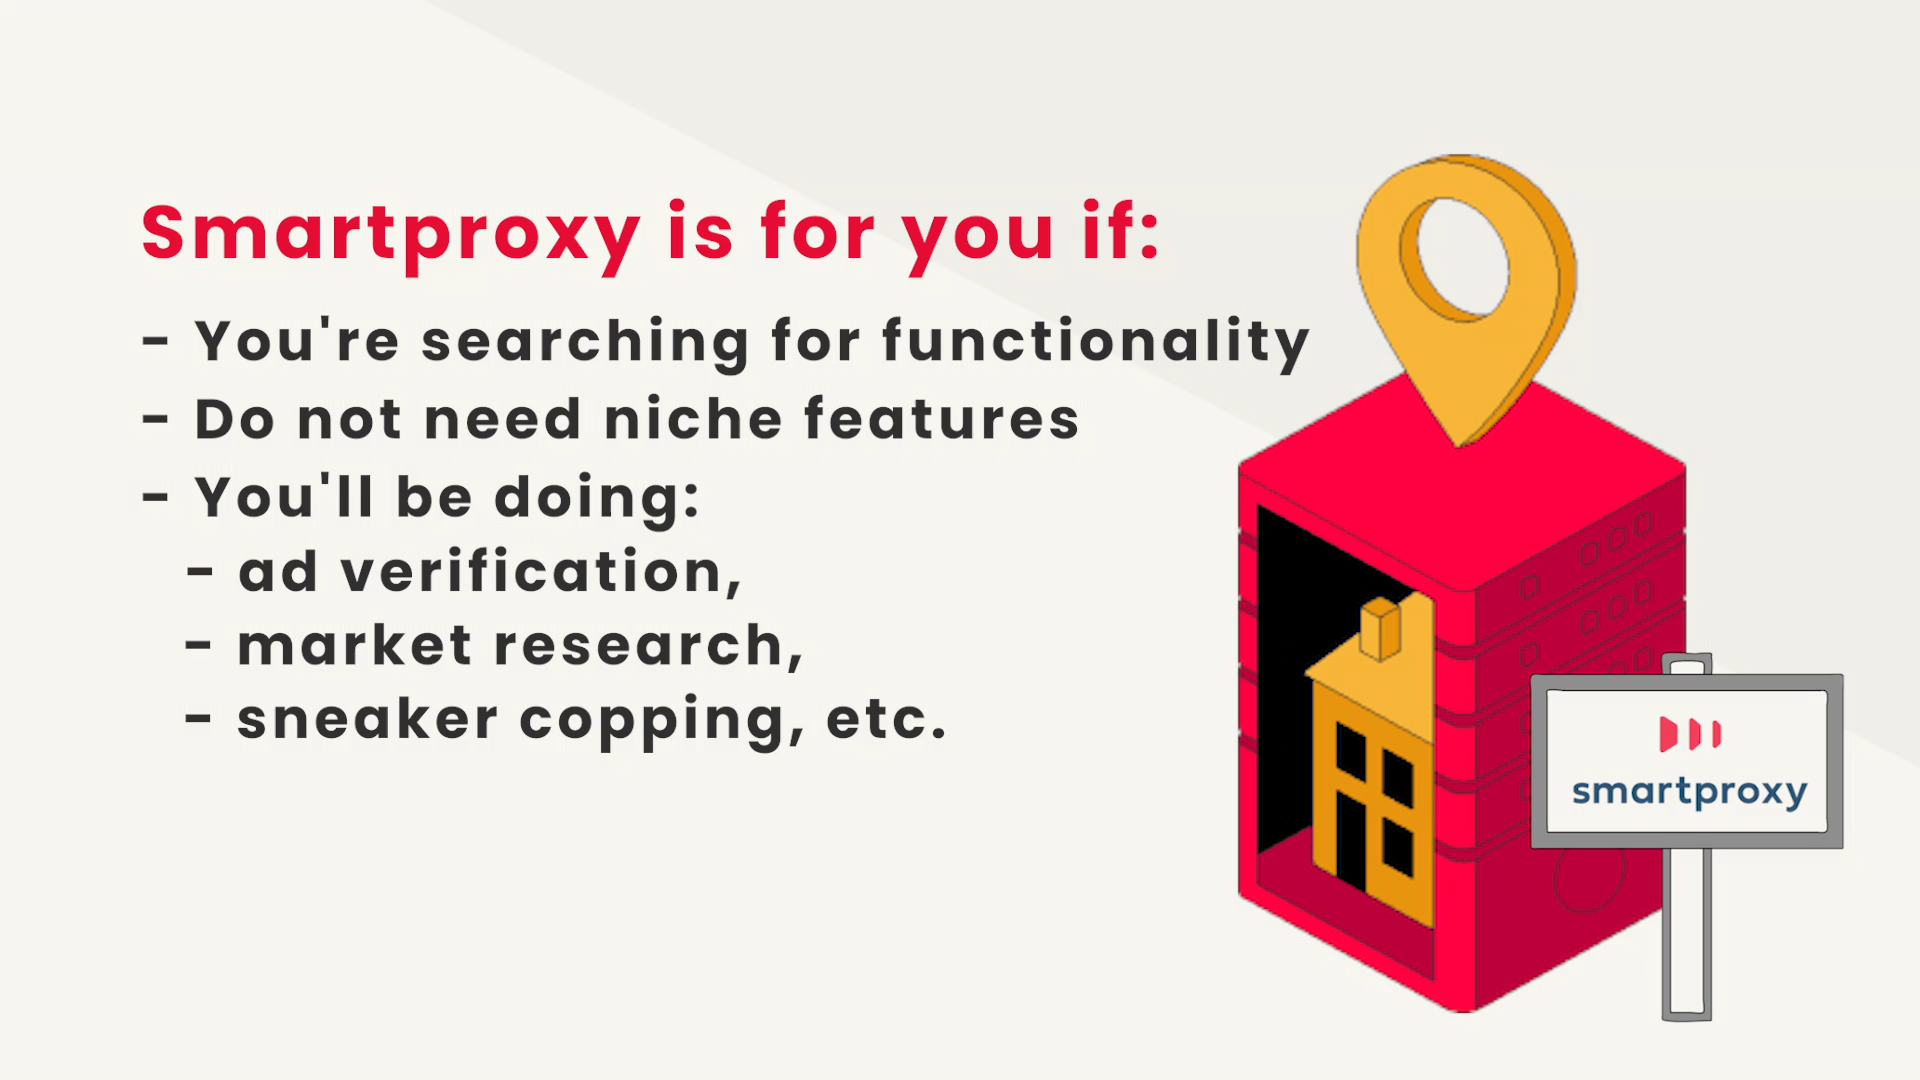 Smartproxy is for you if:
- You're searching for functionality
- Do not need niche features
- You'll be doing:
- ad verification,
- market research,
- sneaker copping, etc.
smartproxy